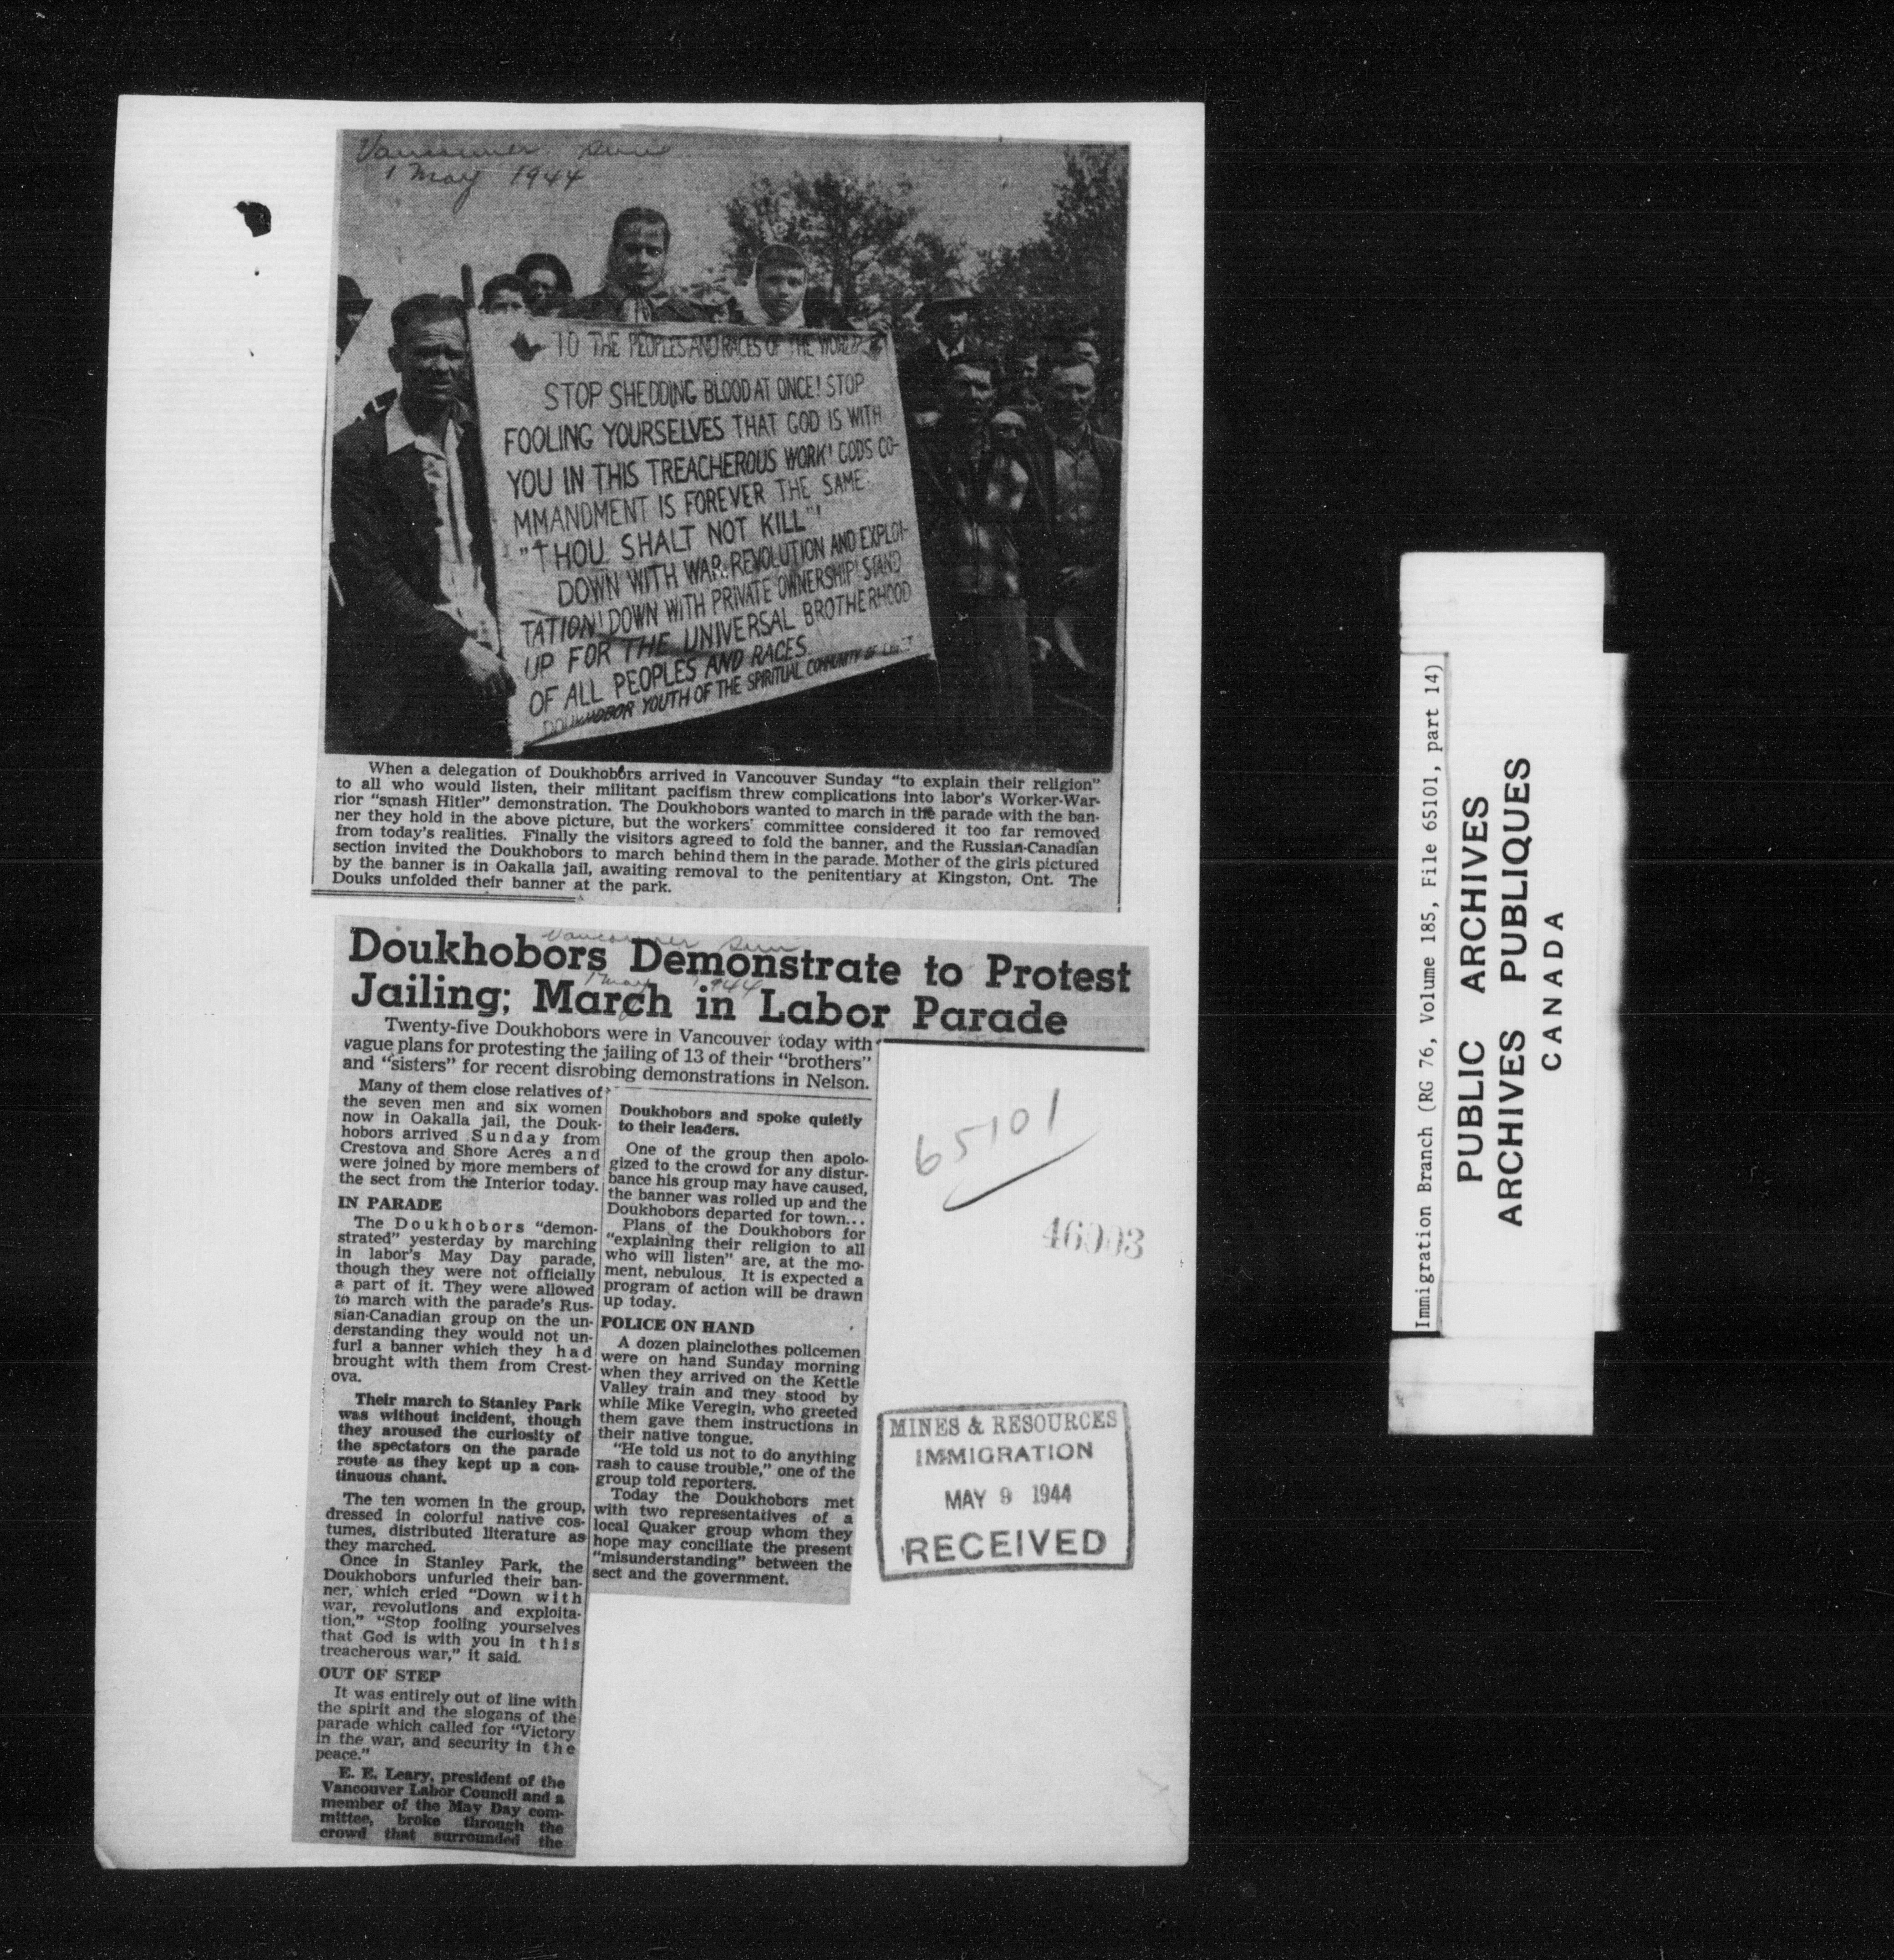 Vancouver Sun
1 May 1944
TO THE PEOPLES AND RACES OF THE WORLD
STOP SHEDDING BLOOD AT ONCE! STOP
FOOLING YOURSELVES THAT GOD IS WITH
YOU IN THIS TREACHEROUS WORK! GODS CO-
MMANDMENT IS FOREVER THE SAME:
"THOU SHALT NOT KILL"!
DOWN WITH WAR, REVOLUTION AND EXPLOI-
TATION! DOWN WITH PRIVATE OWNERSHIP! STAND
UP FOR THE UNIVERSAL BROTHERHOOD
OF ALL PEOPLES AND RACES
DOUKHOBOR YOUTH OF THE SPIRITUAL COMMUNITY OF
When a delegation of Doukhobors arrived in Vancouver Sunday "to explain their religion"
to all who would listen, their militant pacifism threw complications into labor's Worker-War-
rior "smash Hitler" demonstration. The Doukhobors wanted to march in the parade with the ban-
ner they hold in the above picture, but the workers' committee considered it too far removed
from today's realities. Finally the visitors agreed to fold the banner, and the Russian-Canadian
section invited the Doukhobors to march behind them in the parade. Mother of the girls pictured
by the banner is in Oakalla jail, awaiting removal to the penitentiary at Kingston, Ont. The
Douks unfolded their banner at the park.
Vancouver Sun
Doukhobors Demonstrate to Protest
1 May 1944
Jailing; March in Labor Parade
Twenty-five Doukhobors were in Vancouver today with
vague plans for protesting the jailing of 13 of their "brothers"
and "sisters" for recent disrobing demonstrations in Nelson.
Many of them close relatives of
the seven men and six women
now in Oakalla jail, the Douk-
hobors arrived Sunday from
Crestova and Shore Acres and
were joined by more members of
the sect from the Interior today.
IN PARADE
The Doukhobors "demon-
strated" yesterday by marching
in labor's May Day parade,
though they were not officially
a part of it. They were allowed
to march with the parade's Rus-
sian-Canadian group on the un-
derstanding they would not un-
furl a banner which they had
brought with them from Crest-
ova.
Their march to Stanley Park
was without incident, though
they aroused the curiosity of
the spectators on the parade
route as they kept up a con-
tinuous chant.
The ten women in the group,
dressed in colorful native cos-
tumes, distributed literature as
they marched.
Once in Stanley Park, the
Doukhobors unfurled their ban-
ner, which cried "Down with
war, revolutions and exploita-
tion," "Stop fooling yourselves
that God is with you in this
treacherous war," it said.
OUT OF STEP
It was entirely out of line with
the spirit and the slogans of the
parade which called for "Victory
in the war, and security in the
peace."
E. E. Leary, president of the
Vancouver Labor Council and a
member of the May Day com-
mittee, broke through the
crowd that surrounded the
Doukhobors and spoke quietly
to their leaders.
One of the group then apolo-
gized to the crowd for any distur-
bance his group may have caused,
the banner was rolled up and the
Doukhobors departed for town...
Plans of the Doukhobors for
"explaining their religion to all
who will listen" are, at the mo-
ment, nebulous. It is expected a
program of action will be drawn
up today.
POLICE ON HAND
A dozen plainclothes policemen
were on hand Sunday morning
when they arrived on the Kettle
Valley train and they stood by
while Mike Veregin, who greeted
them gave them instructions in
their native tongue.
"He told us not to do anything
rash to cause trouble," one of the
group told reporters.
Today the Doukhobors met
with two representatives of a
local Quaker group whom they
hope may conciliate the present
"misunderstanding" between the
sect and the government.
65101
46003
MINES & RESOURCES
IMMIGRATION
MAY 9 1944
RECEIVED
Immigration Branch (RG 76, Volume 185, File 65101, part 14)
PUBLIC ARCHIVES
ARCHIVES PUBLIQUES
CANADA